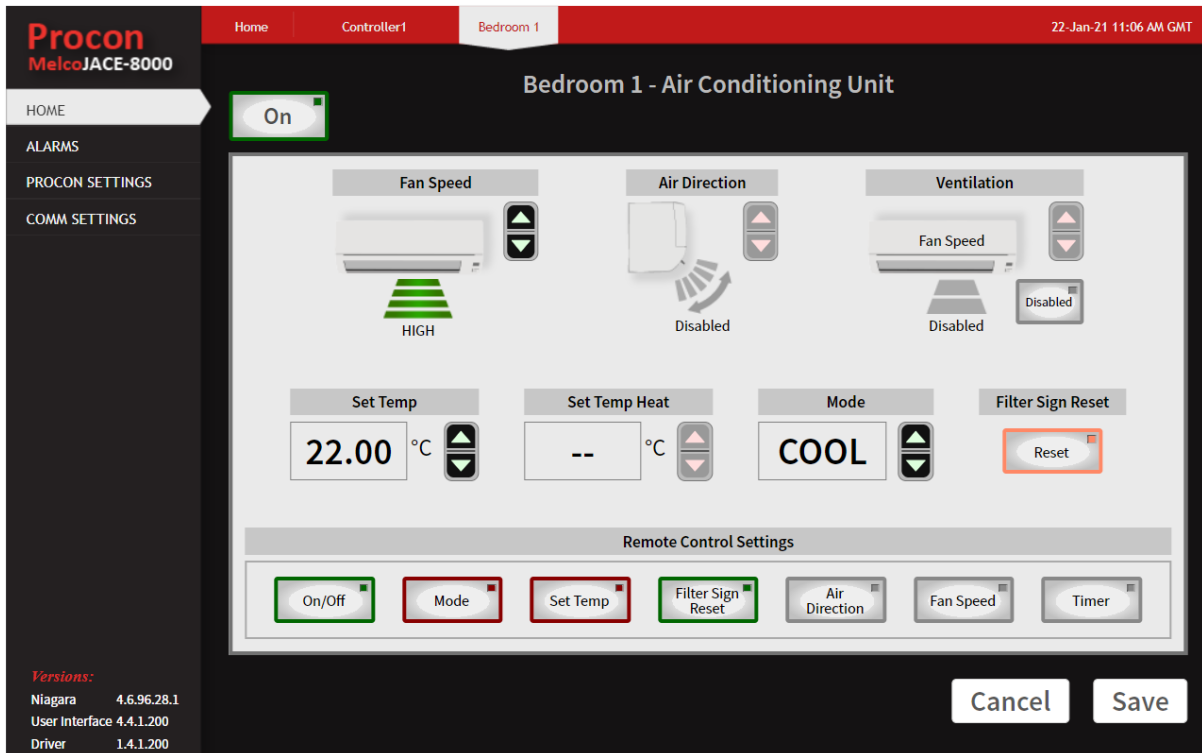 Procon
MelcoJACE-8000
Home
Controller1
Bedroom 1
22-Jan-21 11:06 AM GMT
HOME
ALARMS
PROCON SETTINGS
COMM SETTINGS
Bedroom 1 - Air Conditioning Unit
On
Fan Speed
HIGH
Air Direction
Disabled
Ventilation
Fan Speed
Disabled
Disabled
Set Temp
22.00 °C
Set Temp Heat
-- °C
Mode
COOL
Filter Sign Reset
Reset
Remote Control Settings
On/Off
Mode
Set Temp
Filter Sign
Reset
Air
Direction
Fan Speed
Timer
Versions:
Niagara 4.6.96.28.1
User Interface 4.4.1.200
Driver 1.4.1.200
Cancel
Save